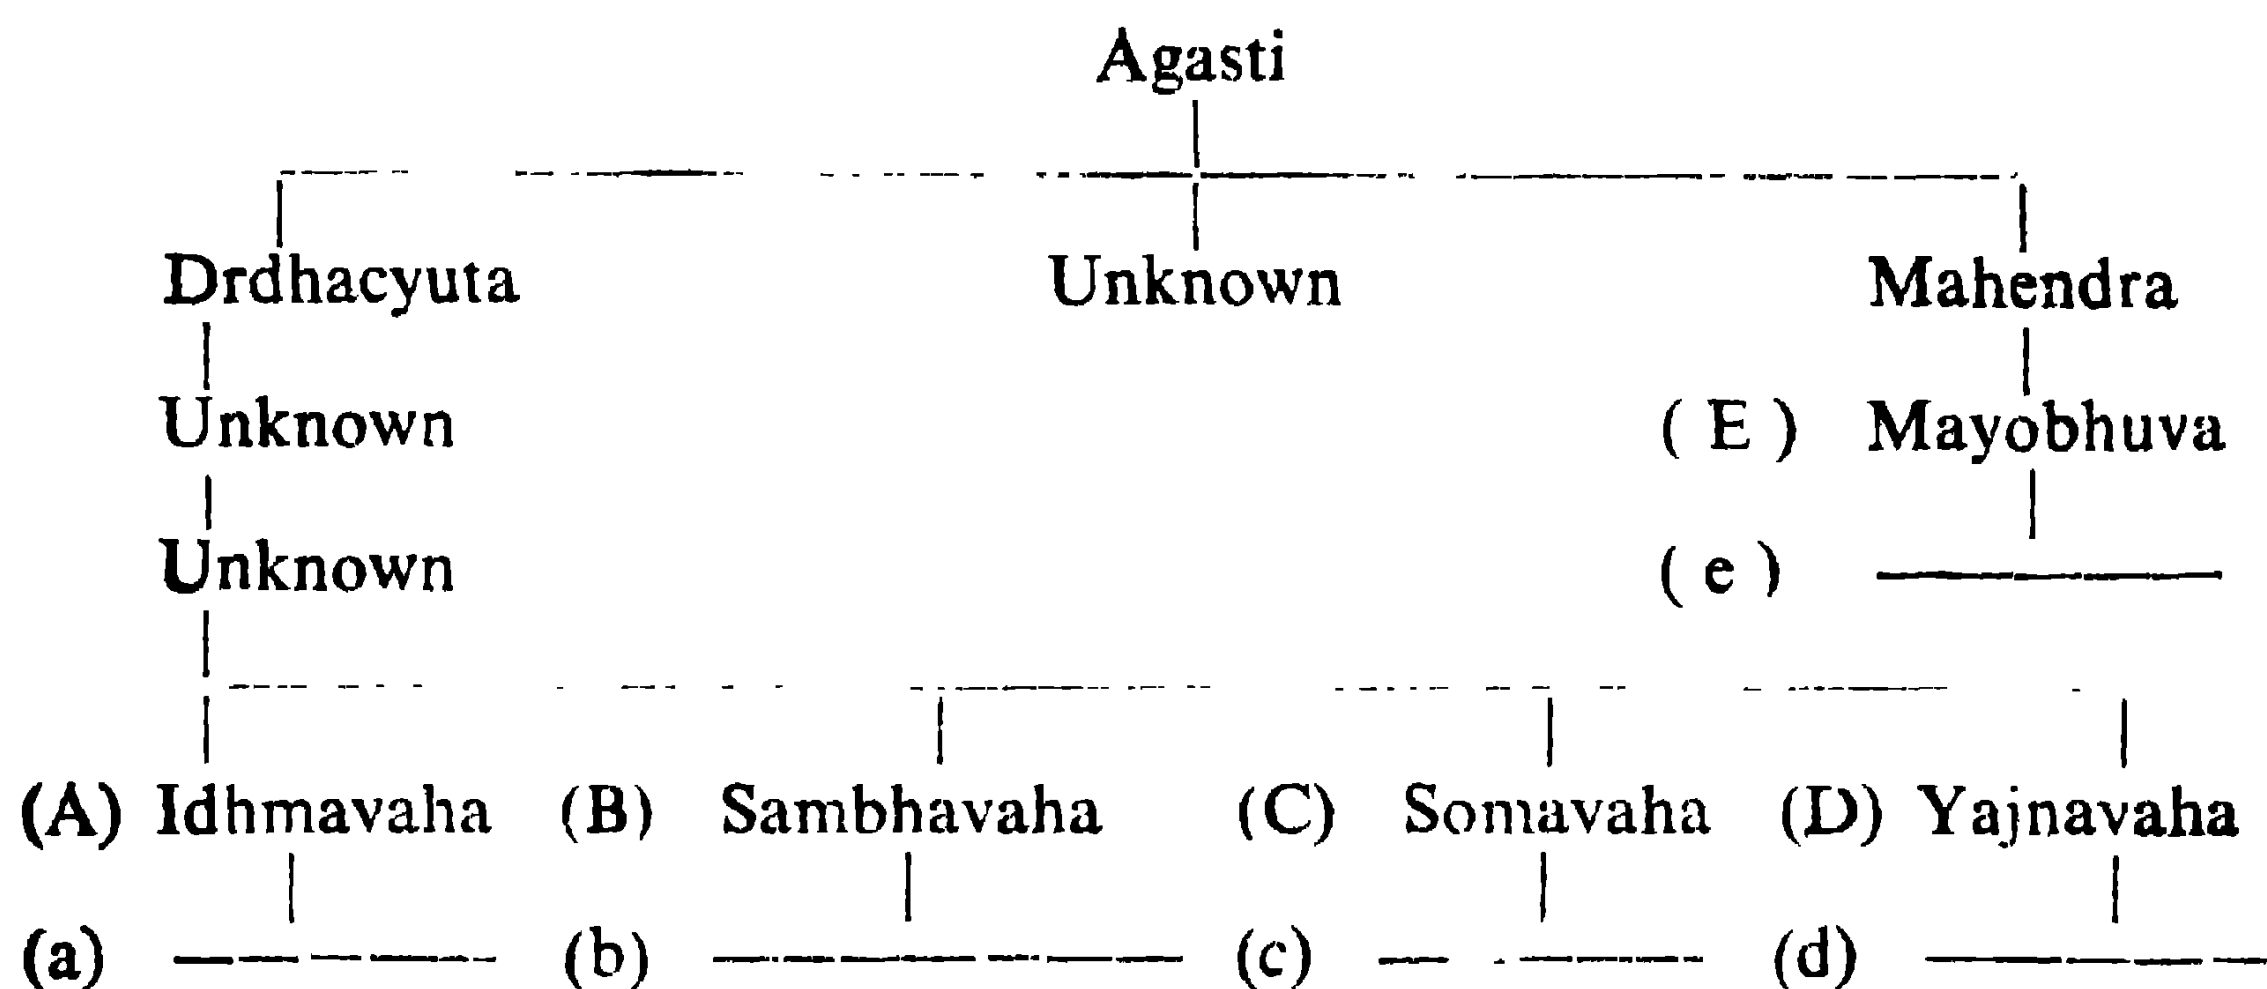 Agasti
Drdhacyuta Unknown Mahendra
Unknown ( E ) Mayobhuva
Unknown ( e )
(A) Idhmavaha (B) Sambhavaha (C) Somavaha (D) Yajnavaha
(a) (b) (c) (d)